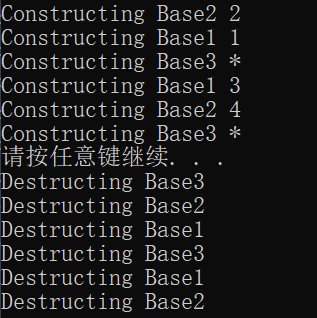 Constructing Base2 2
Constructing Base1 1
Constructing Base3 *
Constructing Base1 3
Constructing Base2 4
Constructing Base3 *
请按任意键继续. . .
Destructing Base3
Destructing Base2
Destructing Base1
Destructing Base3
Destructing Base1
Destructing Base2